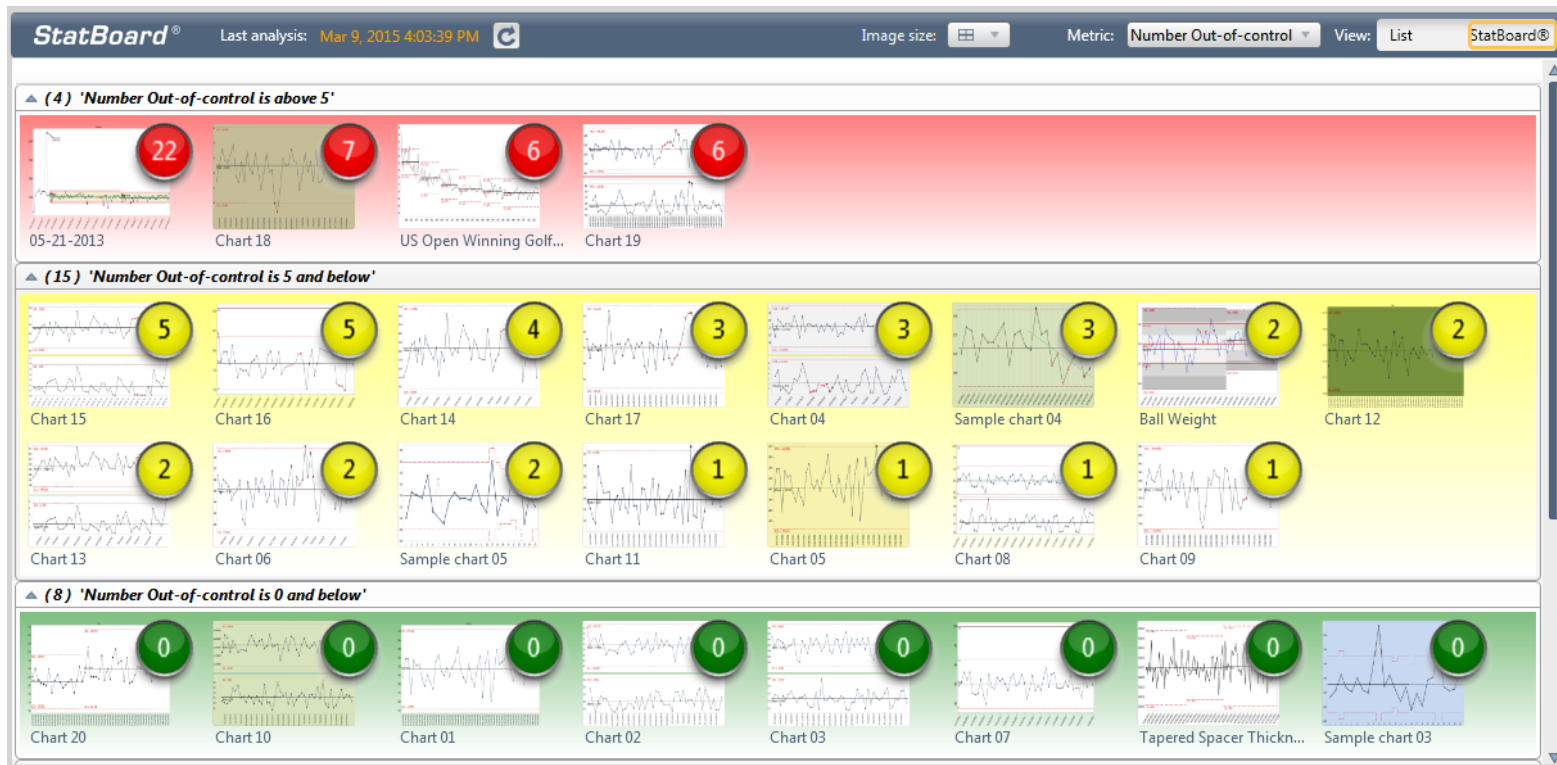 StatBoard® Last analysis: Mar 9, 2015 4:03:39 PM Image size: Metric: Number Out-of-control View: List StatBoard®
(4) 'Number Out-of-control is above 5'
22 7 6 6
05-21-2013 Chart 18 US Open Winning Golf... Chart 19
(15) 'Number Out-of-control is 5 and below'
5 5 4 3 3 3 2 2
Chart 15 Chart 16 Chart 14 Chart 17 Chart 04 Sample chart 04 Ball Weight Chart 12
2 2 2 1 1 1 1
Chart 13 Chart 06 Sample chart 05 Chart 11 Chart 05 Chart 08 Chart 09
(8) 'Number Out-of-control is 0 and below'
0 0 0 0 0 0 0 0
Chart 20 Chart 10 Chart 01 Chart 02 Chart 03 Chart 07 Tapered Spacer Thickn... Sample chart 03